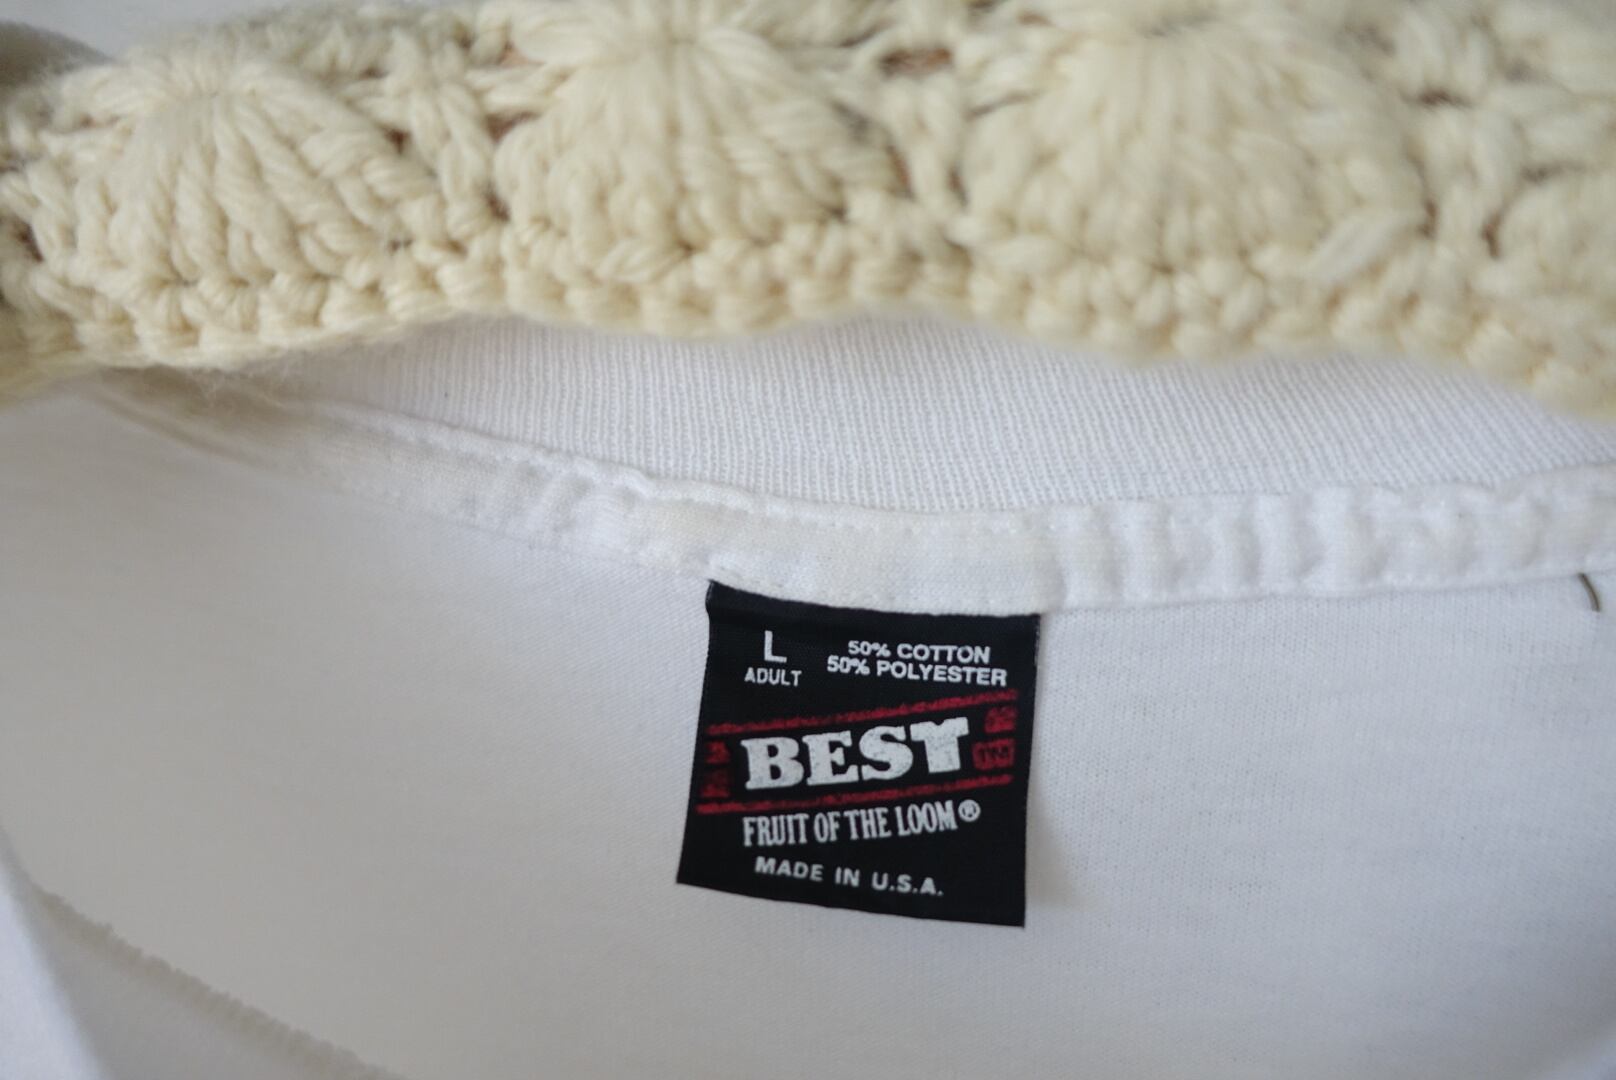 L
ADULT
50% COTTON
50% POLYESTER
BEST
FRUIT OF THE LOOM®
MADE IN U.S.A.